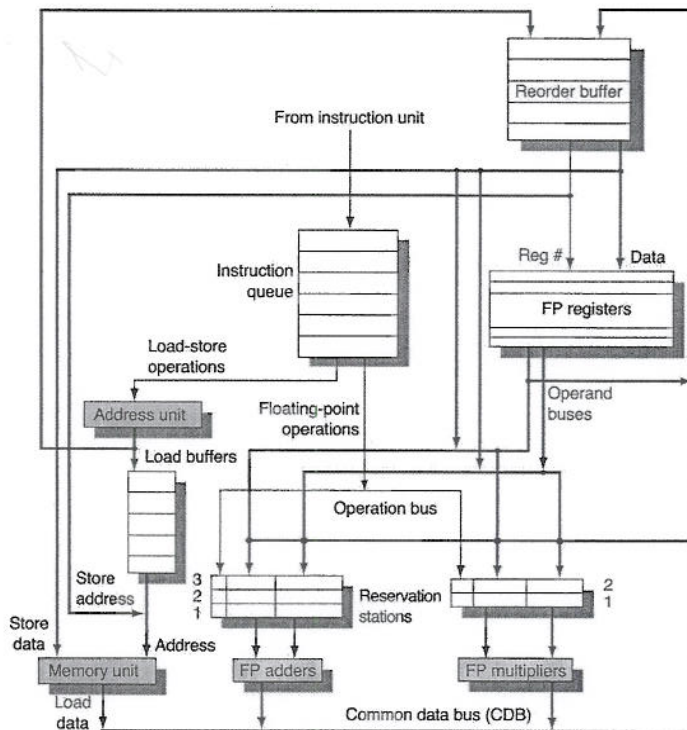 Reorder buffer
From instruction unit
Reg #
Data
Instruction
queue
FP registers
Load-store
operations
Operand
buses
Address unit
Floating-point
operations
Load buffers
Operation bus
Store
address
3
2
1
Reservation
stations
2
1
Store
data
Address
Memory unit
FP adders
FP multipliers
Load
data
Common data bus (CDB)